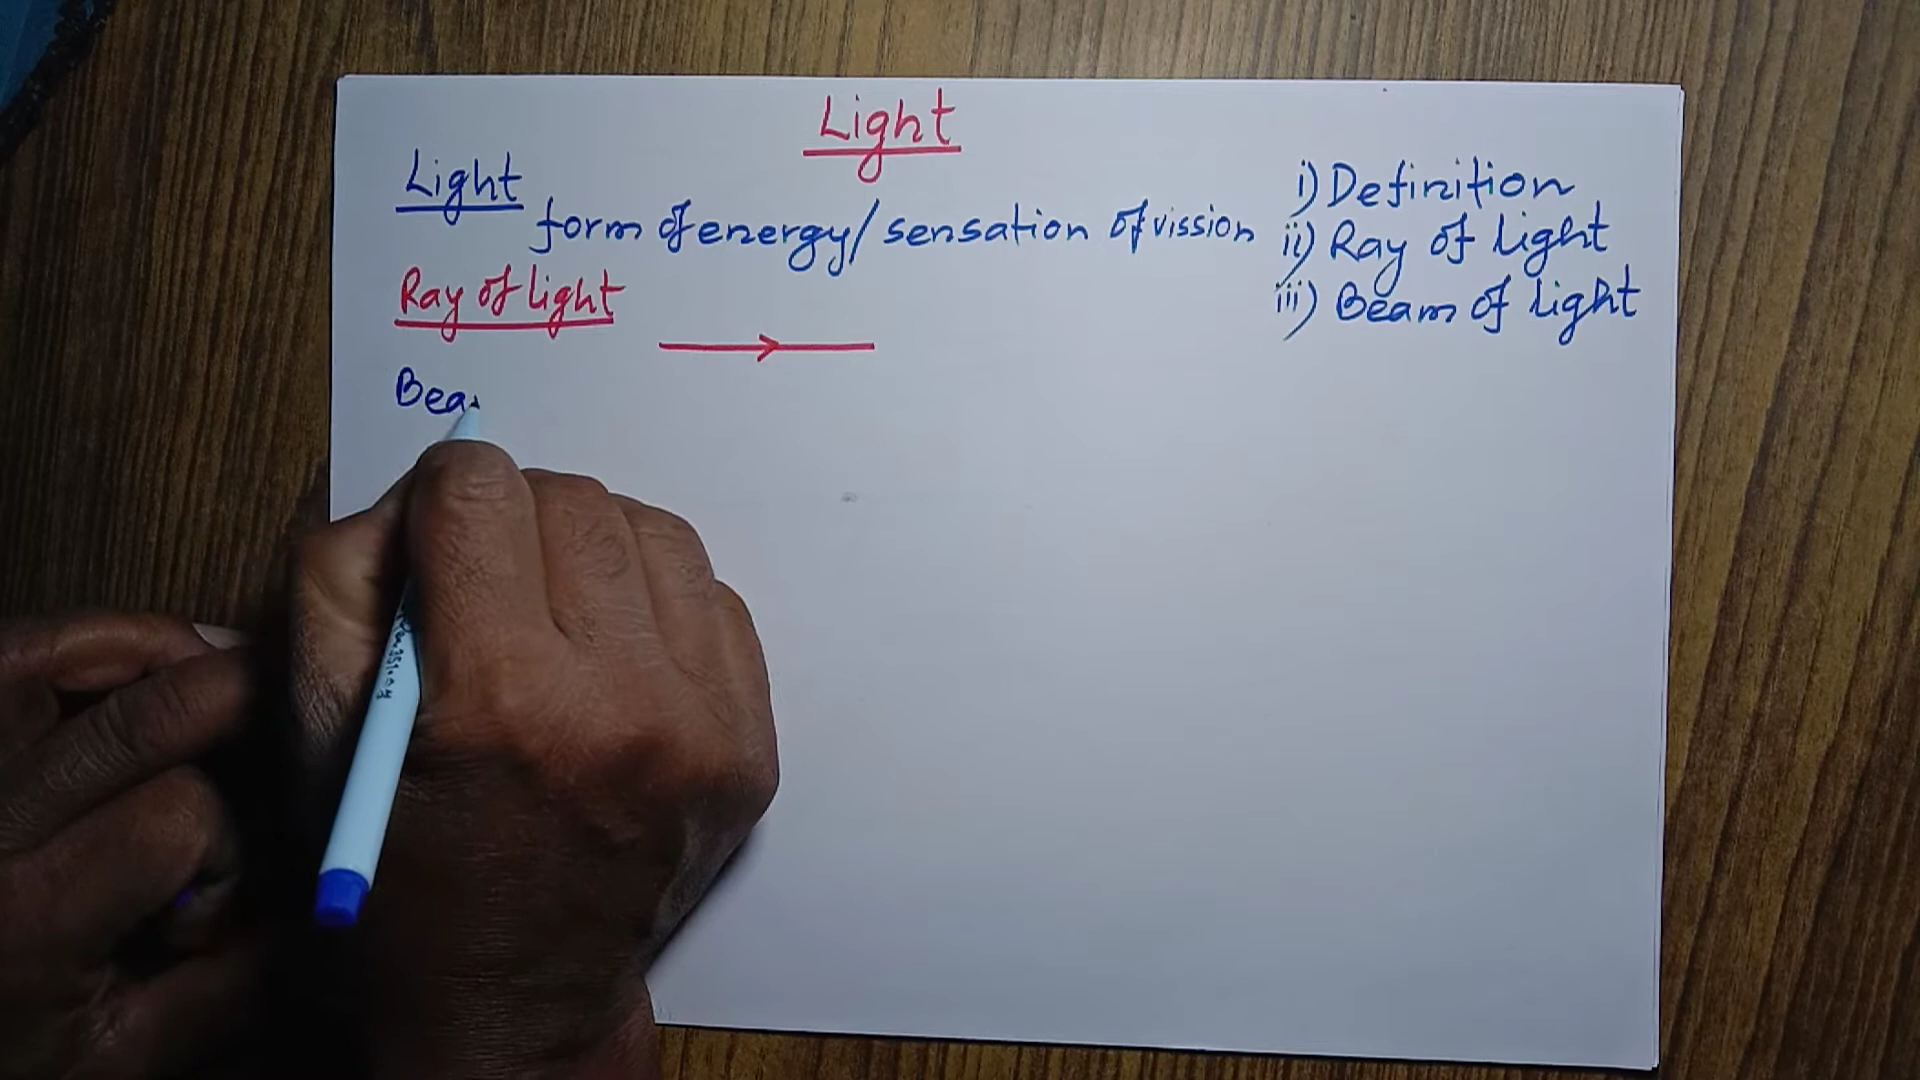 Light
Light
form of energy/sensation of vission
Ray of light
Bea
i) Definition
ii) Ray of light
iii) Beam of light